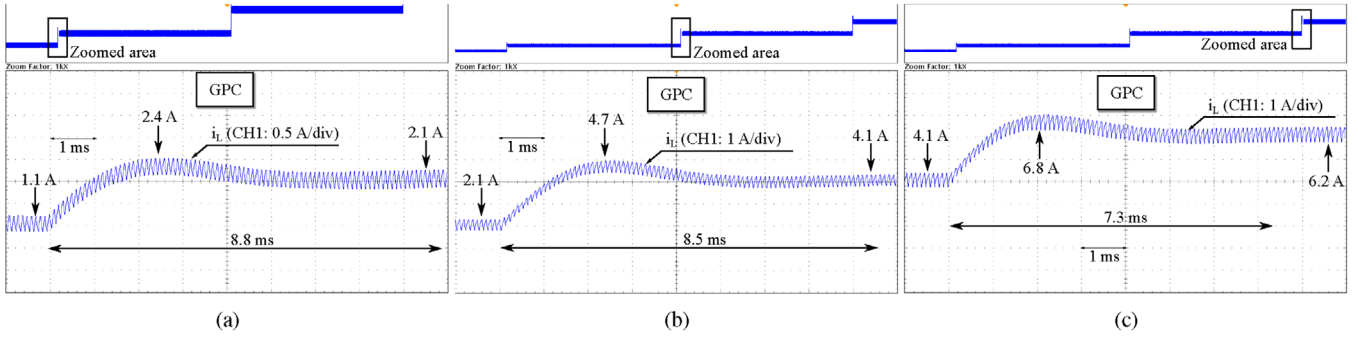 Zoomed area
Zoom Factor: 1kX
GPC
2.4 A
i_L (CH1: 0.5 A/div)
2.1 A
1 ms
1.1 A
8.8 ms
(a)
Zoomed area
Zoom Factor: 1kX
GPC
4.7 A
i_L (CH1: 1 A/div)
4.1 A
1 ms
2.1 A
8.5 ms
(b)
Zoomed area
Zoom Factor: 1kX
GPC
i_L (CH1: 1 A/div)
4.1 A
6.8 A
6.2 A
7.3 ms
1 ms
(c)